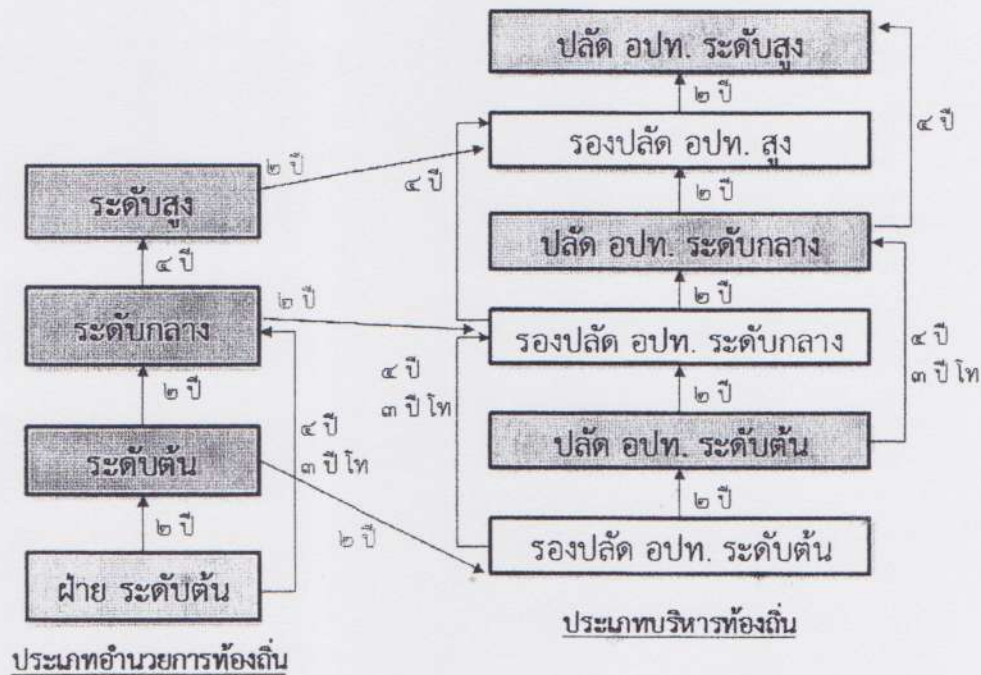 ปลัด อปท. ระดับสูง
๒ ปี
๔ ปี
รองปลัด อปท. สูง
๒ ปี
๔ ปี
ระดับสูง
๒ ปี
ปลัด อปท. ระดับกลาง
๔ ปี
๒ ปี
๒ ปี
ระดับกลาง
รองปลัด อปท. ระดับกลาง
๔ ปี
๓ ปี โท
๔ ปี
๓ ปี โท
๒ ปี
๒ ปี
๔ ปี
๓ ปี โท
ระดับต้น
ปลัด อปท. ระดับต้น
๒ ปี
๒ ปี
๒ ปี
ฝ่าย ระดับต้น
รองปลัด อปท. ระดับต้น
ประเภทบริหารท้องถิ่น
ประเภทอำนวยการท้องถิ่น